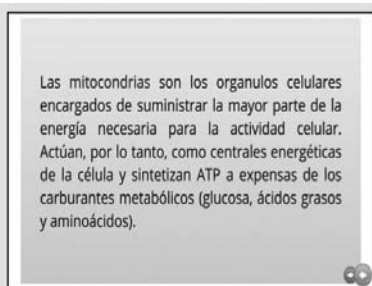 Las mitocondrias son los organulos celulares
encargados de suministrar la mayor parte de la
energía necesaria para la actividad celular.
Actúan, por lo tanto, como centrales energéticas
de la célula y sintetizan ATP a expensas de los
carburantes metabólicos (glucosa, ácidos grasos
y aminoácidos).